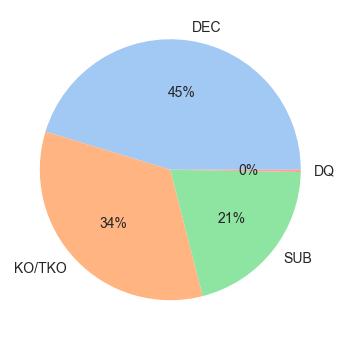 DEC
45%
0%
DQ
34%
21%
KO/TKO
SUB